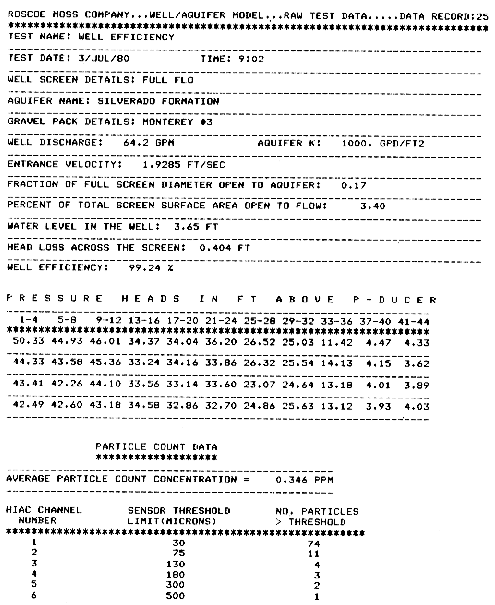 ROSCOE MOSS COMPANY...WELL/AQUIFER MODEL...RAW TEST DATA.....DATA RECORD:25
TEST NAME: WELL EFFICIENCY
TEST DATE: 3/JUL/80 TIME: 9:02
WELL SCREEN DETAILS: FULL FLO
AQUIFER NAME: SILVERADO FORMATION
GRAVEL PACK DETAILS: MONTEREY #3
WELL DISCHARGE: 64.2 GPM AQUIFER K: 1000. GPD/FT2
ENTRANCE VELOCITY: 1.9285 FT/SEC
FRACTION OF FULL SCREEN DIAMETER OPEN TO AQUIFER: 0.17
PERCENT OF TOTAL SCREEN SURFACE AREA OPEN TO FLOW: 3.40
WATER LEVEL IN THE WELL: 3.65 FT
HEAD LOSS ACROSS THE SCREEN: 0.404 FT
WELL EFFICIENCY: 99.24 %
P R E S S U R E H E A D S I N F T A B O V E P - D U C E R
1-4 5-8 9-12 13-16 17-20 21-24 25-28 29-32 33-36 37-40 41-44
50.33 44.93 46.01 34.37 34.04 36.20 26.52 25.03 11.42 4.47 4.33
44.33 43.58 45.36 33.24 34.16 33.86 26.32 25.54 14.13 4.15 3.62
43.41 42.26 44.10 33.56 33.14 33.60 23.07 24.64 13.18 4.01 3.89
42.49 42.60 43.18 34.58 32.86 32.70 24.86 25.63 13.12 3.93 4.03
PARTICLE COUNT DATA
AVERAGE PARTICLE COUNT CONCENTRATION = 0.346 PPM
HIAC CHANNEL SENSOR THRESHOLD NO. PARTICLES
NUMBER LIMIT(MICRONS) > THRESHOLD
1 30 74
2 75 11
3 130 4
4 180 3
5 300 2
6 500 1